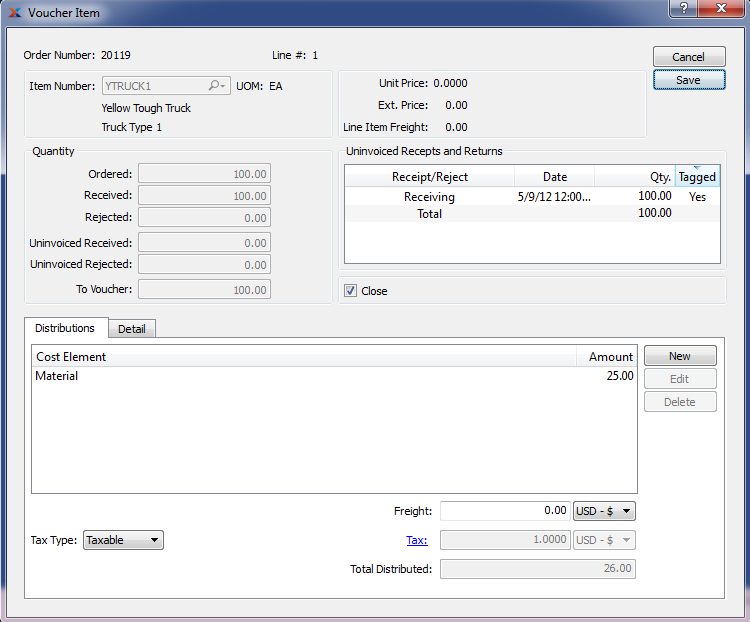 Voucher Item
?
X
Order Number: 20119
Line #: 1
Cancel
Save
Item Number: YTRUCK1 UOM: EA
Yellow Tough Truck
Truck Type 1
Unit Price: 0.0000
Ext. Price: 0.00
Line Item Freight: 0.00
Quantity
Ordered: 100.00
Received: 100.00
Rejected: 0.00
Uninvoiced Received: 0.00
Uninvoiced Rejected: 0.00
To Voucher: 100.00
Uninvoiced Recepts and Returns
Receipt/Reject Date Qty. Tagged
Receiving 5/9/12 12:00... 100.00 Yes
Total 100.00
Close
Distributions Detail
Cost Element Amount
Material 25.00
New
Edit
Delete
Freight: 0.00 USD - $
Tax Type: Taxable
Tax: 1.0000 USD - $
Total Distributed: 26.00